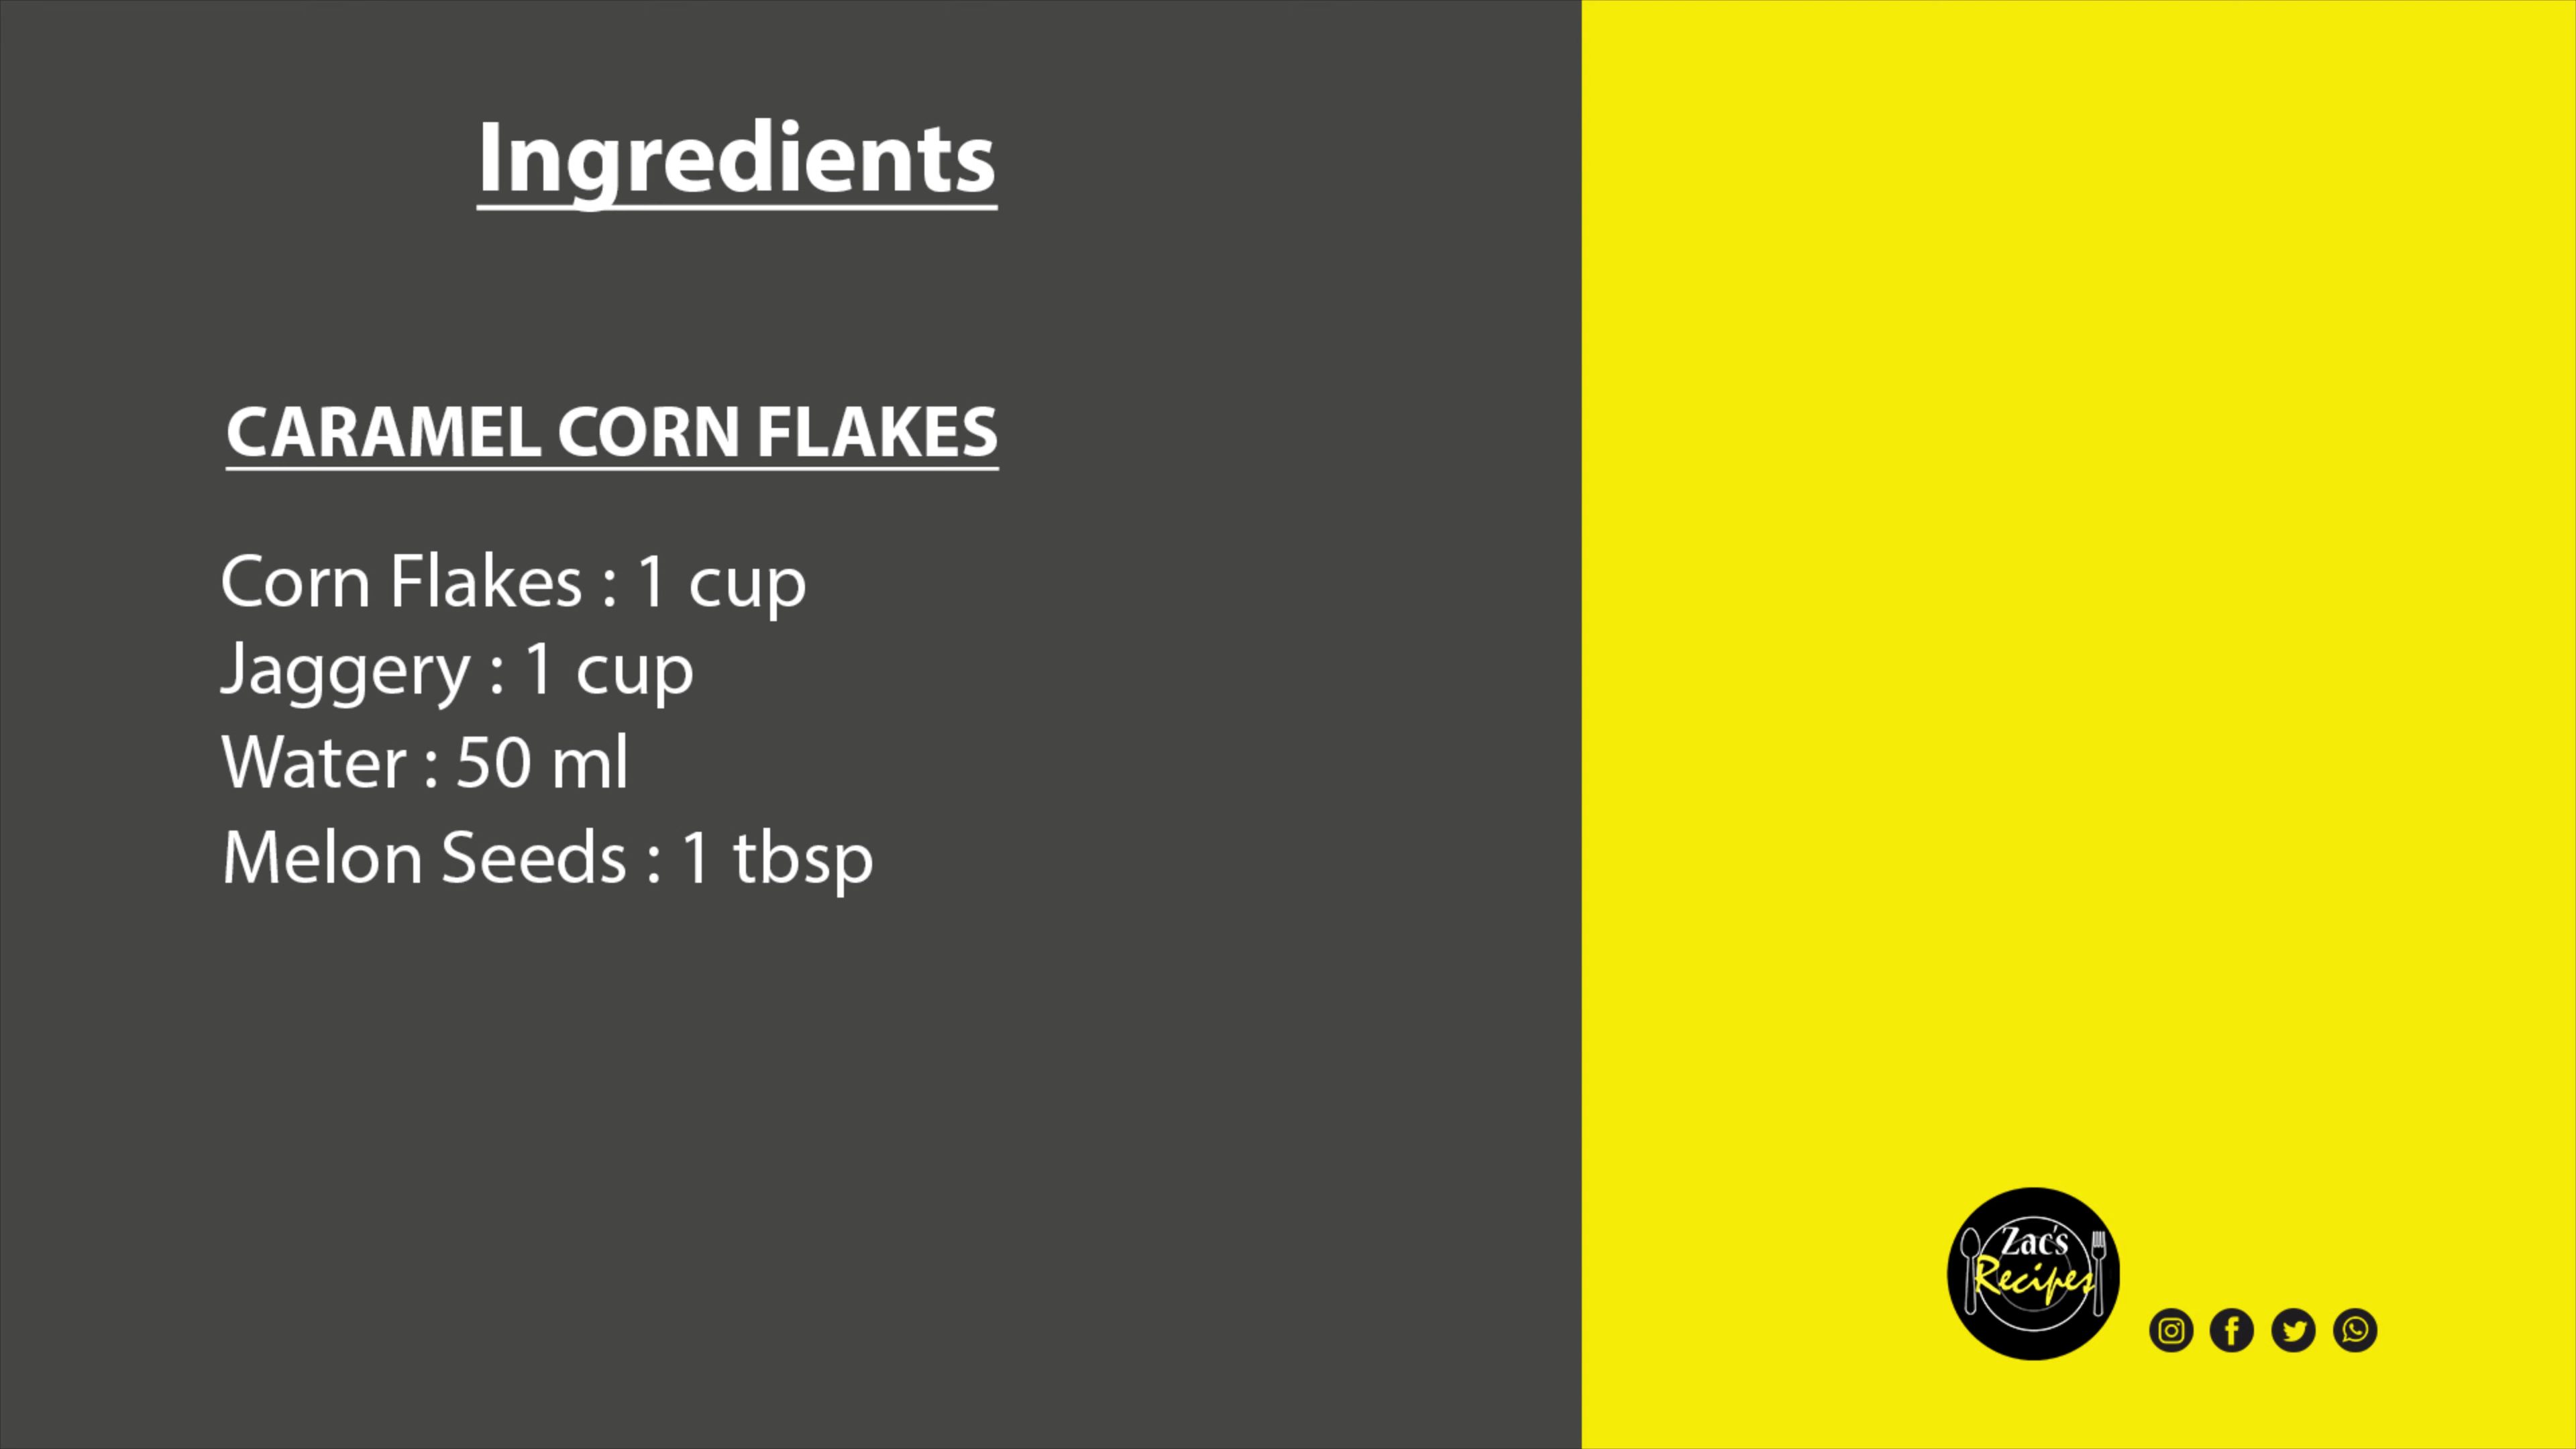 Ingredients
CARAMEL CORN FLAKES
Corn Flakes : 1 cup
Jaggery : 1 cup
Water : 50 ml
Melon Seeds : 1 tbsp
Zac's
Recipes